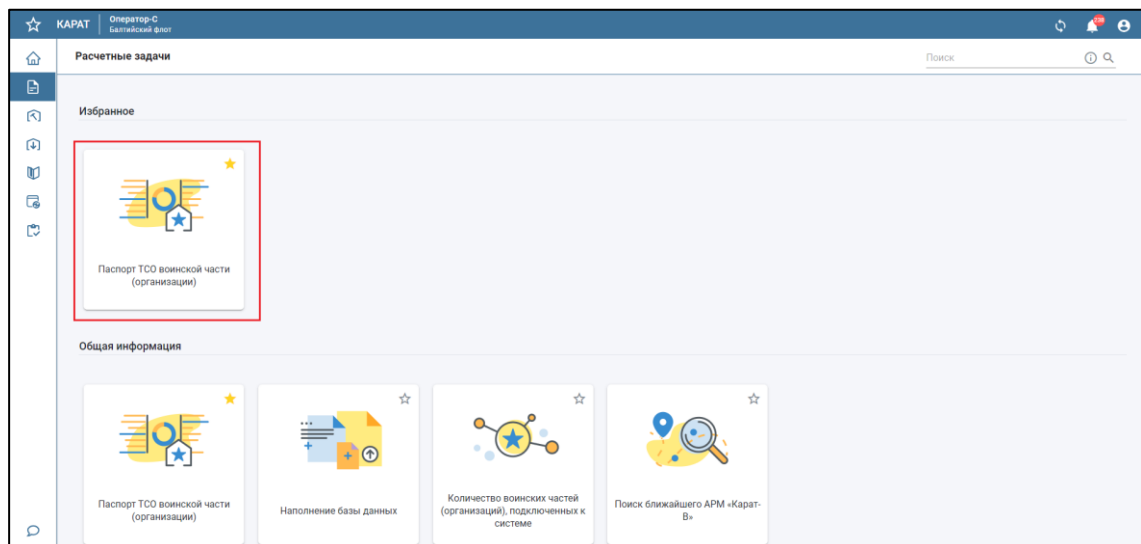 КАРАТ
Оператор-С
Балтийский флот
238
Расчетные задачи
Поиск
Избранное
Паспорт ТСО воинской части
(организации)
Общая информация
Паспорт ТСО воинской части
(организации)
Наполнение базы данных
Количество воинских частей
(организаций), подключенных к
системе
Поиск ближайшего АРМ «Карат-
В»